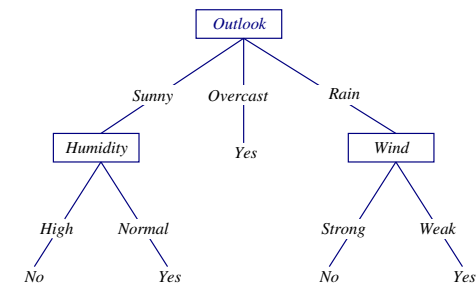 Outlook
Sunny Overcast Rain
Humidity Yes Wind
High Normal Strong Weak
No Yes No Yes